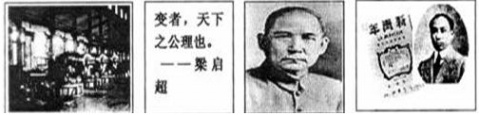 变者，天下
之公理也。
——梁启
超
新青年